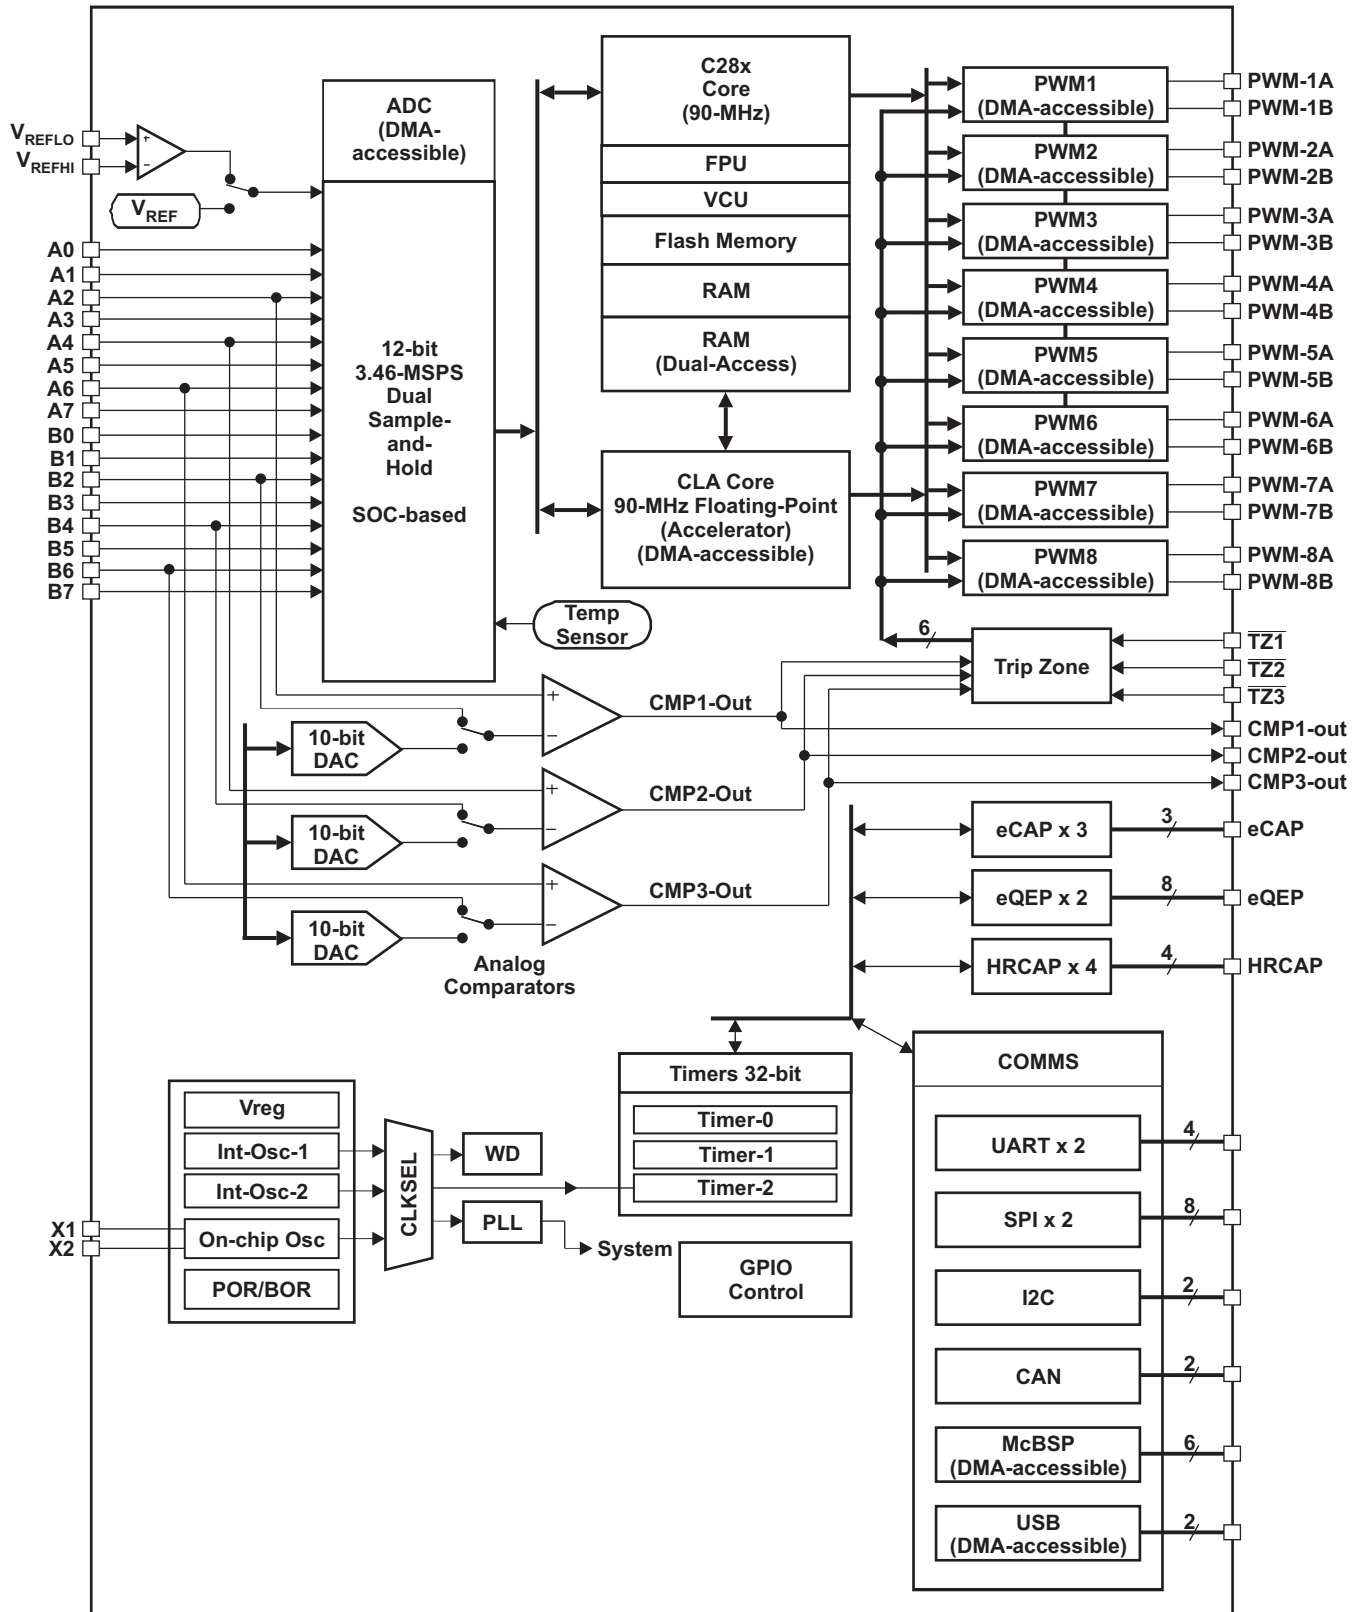 VREFLO
VREFHI
VREF
A0
A1
A2
A3
A4
A5
A6
A7
B0
B1
B2
B3
B4
B5
B6
B7
+
−
ADC
(DMA-
accessible)
12-bit
3.46-MSPS
Dual
Sample-
and-
Hold
SOC-based
C28x
Core
(90-MHz)
FPU
VCU
Flash Memory
RAM
RAM
(Dual-Access)
CLA Core
90-MHz Floating-Point
(Accelerator)
(DMA-accessible)
Temp
Sensor
PWM1
(DMA-accessible)
PWM2
(DMA-accessible)
PWM3
(DMA-accessible)
PWM4
(DMA-accessible)
PWM5
(DMA-accessible)
PWM6
(DMA-accessible)
PWM7
(DMA-accessible)
PWM8
(DMA-accessible)
PWM-1A
PWM-1B
PWM-2A
PWM-2B
PWM-3A
PWM-3B
PWM-4A
PWM-4B
PWM-5A
PWM-5B
PWM-6A
PWM-6B
PWM-7A
PWM-7B
PWM-8A
PWM-8B
6
Trip Zone
TZ1
TZ2
TZ3
CMP1-out
CMP2-out
CMP3-out
10-bit
DAC
+
−
CMP1-Out
10-bit
DAC
+
−
CMP2-Out
10-bit
DAC
+
−
CMP3-Out
Analog
Comparators
eCAP x 3
3
eCAP
eQEP x 2
8
eQEP
HRCAP x 4
4
HRCAP
X1
X2
Vreg
Int-Osc-1
Int-Osc-2
On-chip Osc
POR/BOR
CLKSEL
WD
PLL
System
Timers 32-bit
Timer-0
Timer-1
Timer-2
GPIO
Control
COMMS
UART x 2
4
SPI x 2
8
I2C
2
CAN
2
McBSP
(DMA-accessible)
6
USB
(DMA-accessible)
2